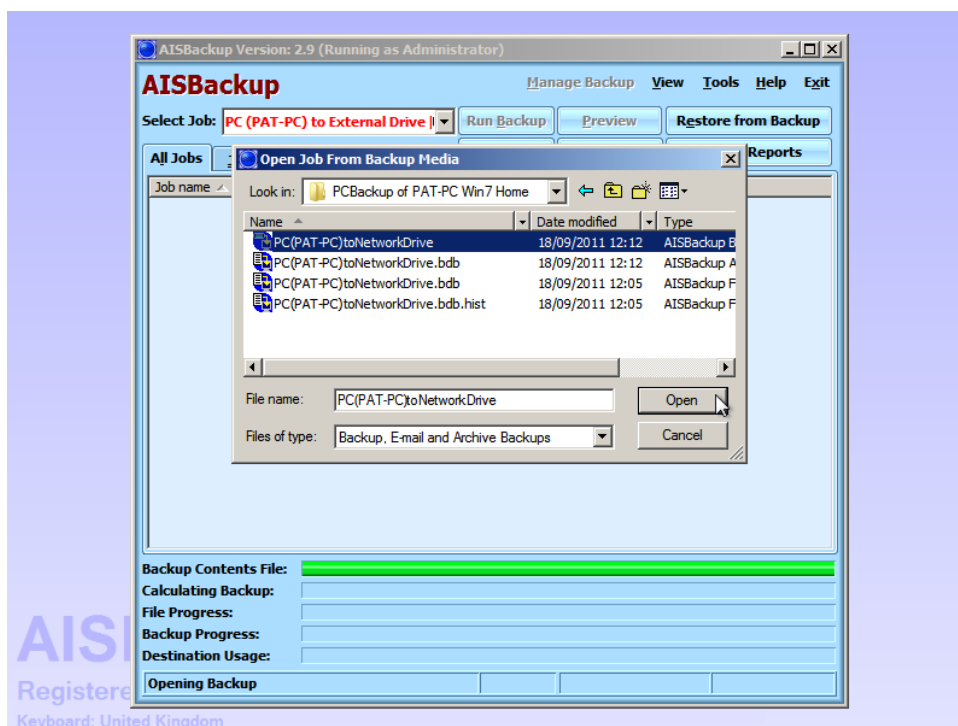 AISBackup Version: 2.9 (Running as Administrator)
AISBackup
Manage Backup View Tools Help Exit
Select Job: PC (PAT-PC) to External Drive Run Backup Preview Restore from Backup
All Jobs Reports
Open Job From Backup Media
Job name
Look in: PCBackup of PAT-PC Win7 Home
Name Date modified Type
PC(PAT-PC)toNetworkDrive 18/09/2011 12:12 AISBackup B
PC(PAT-PC)toNetworkDrive.bdb 18/09/2011 12:12 AISBackup A
PC(PAT-PC)toNetworkDrive.bdb 18/09/2011 12:05 AISBackup F
PC(PAT-PC)toNetworkDrive.bdb.hist 18/09/2011 12:05 AISBackup F
File name: PC(PAT-PC)toNetworkDrive Open
Files of type: Backup, E-mail and Archive Backups Cancel
Backup Contents File:
Calculating Backup:
File Progress:
Backup Progress:
Destination Usage:
Opening Backup
AIS
Registere
Keyboard: United Kingdom